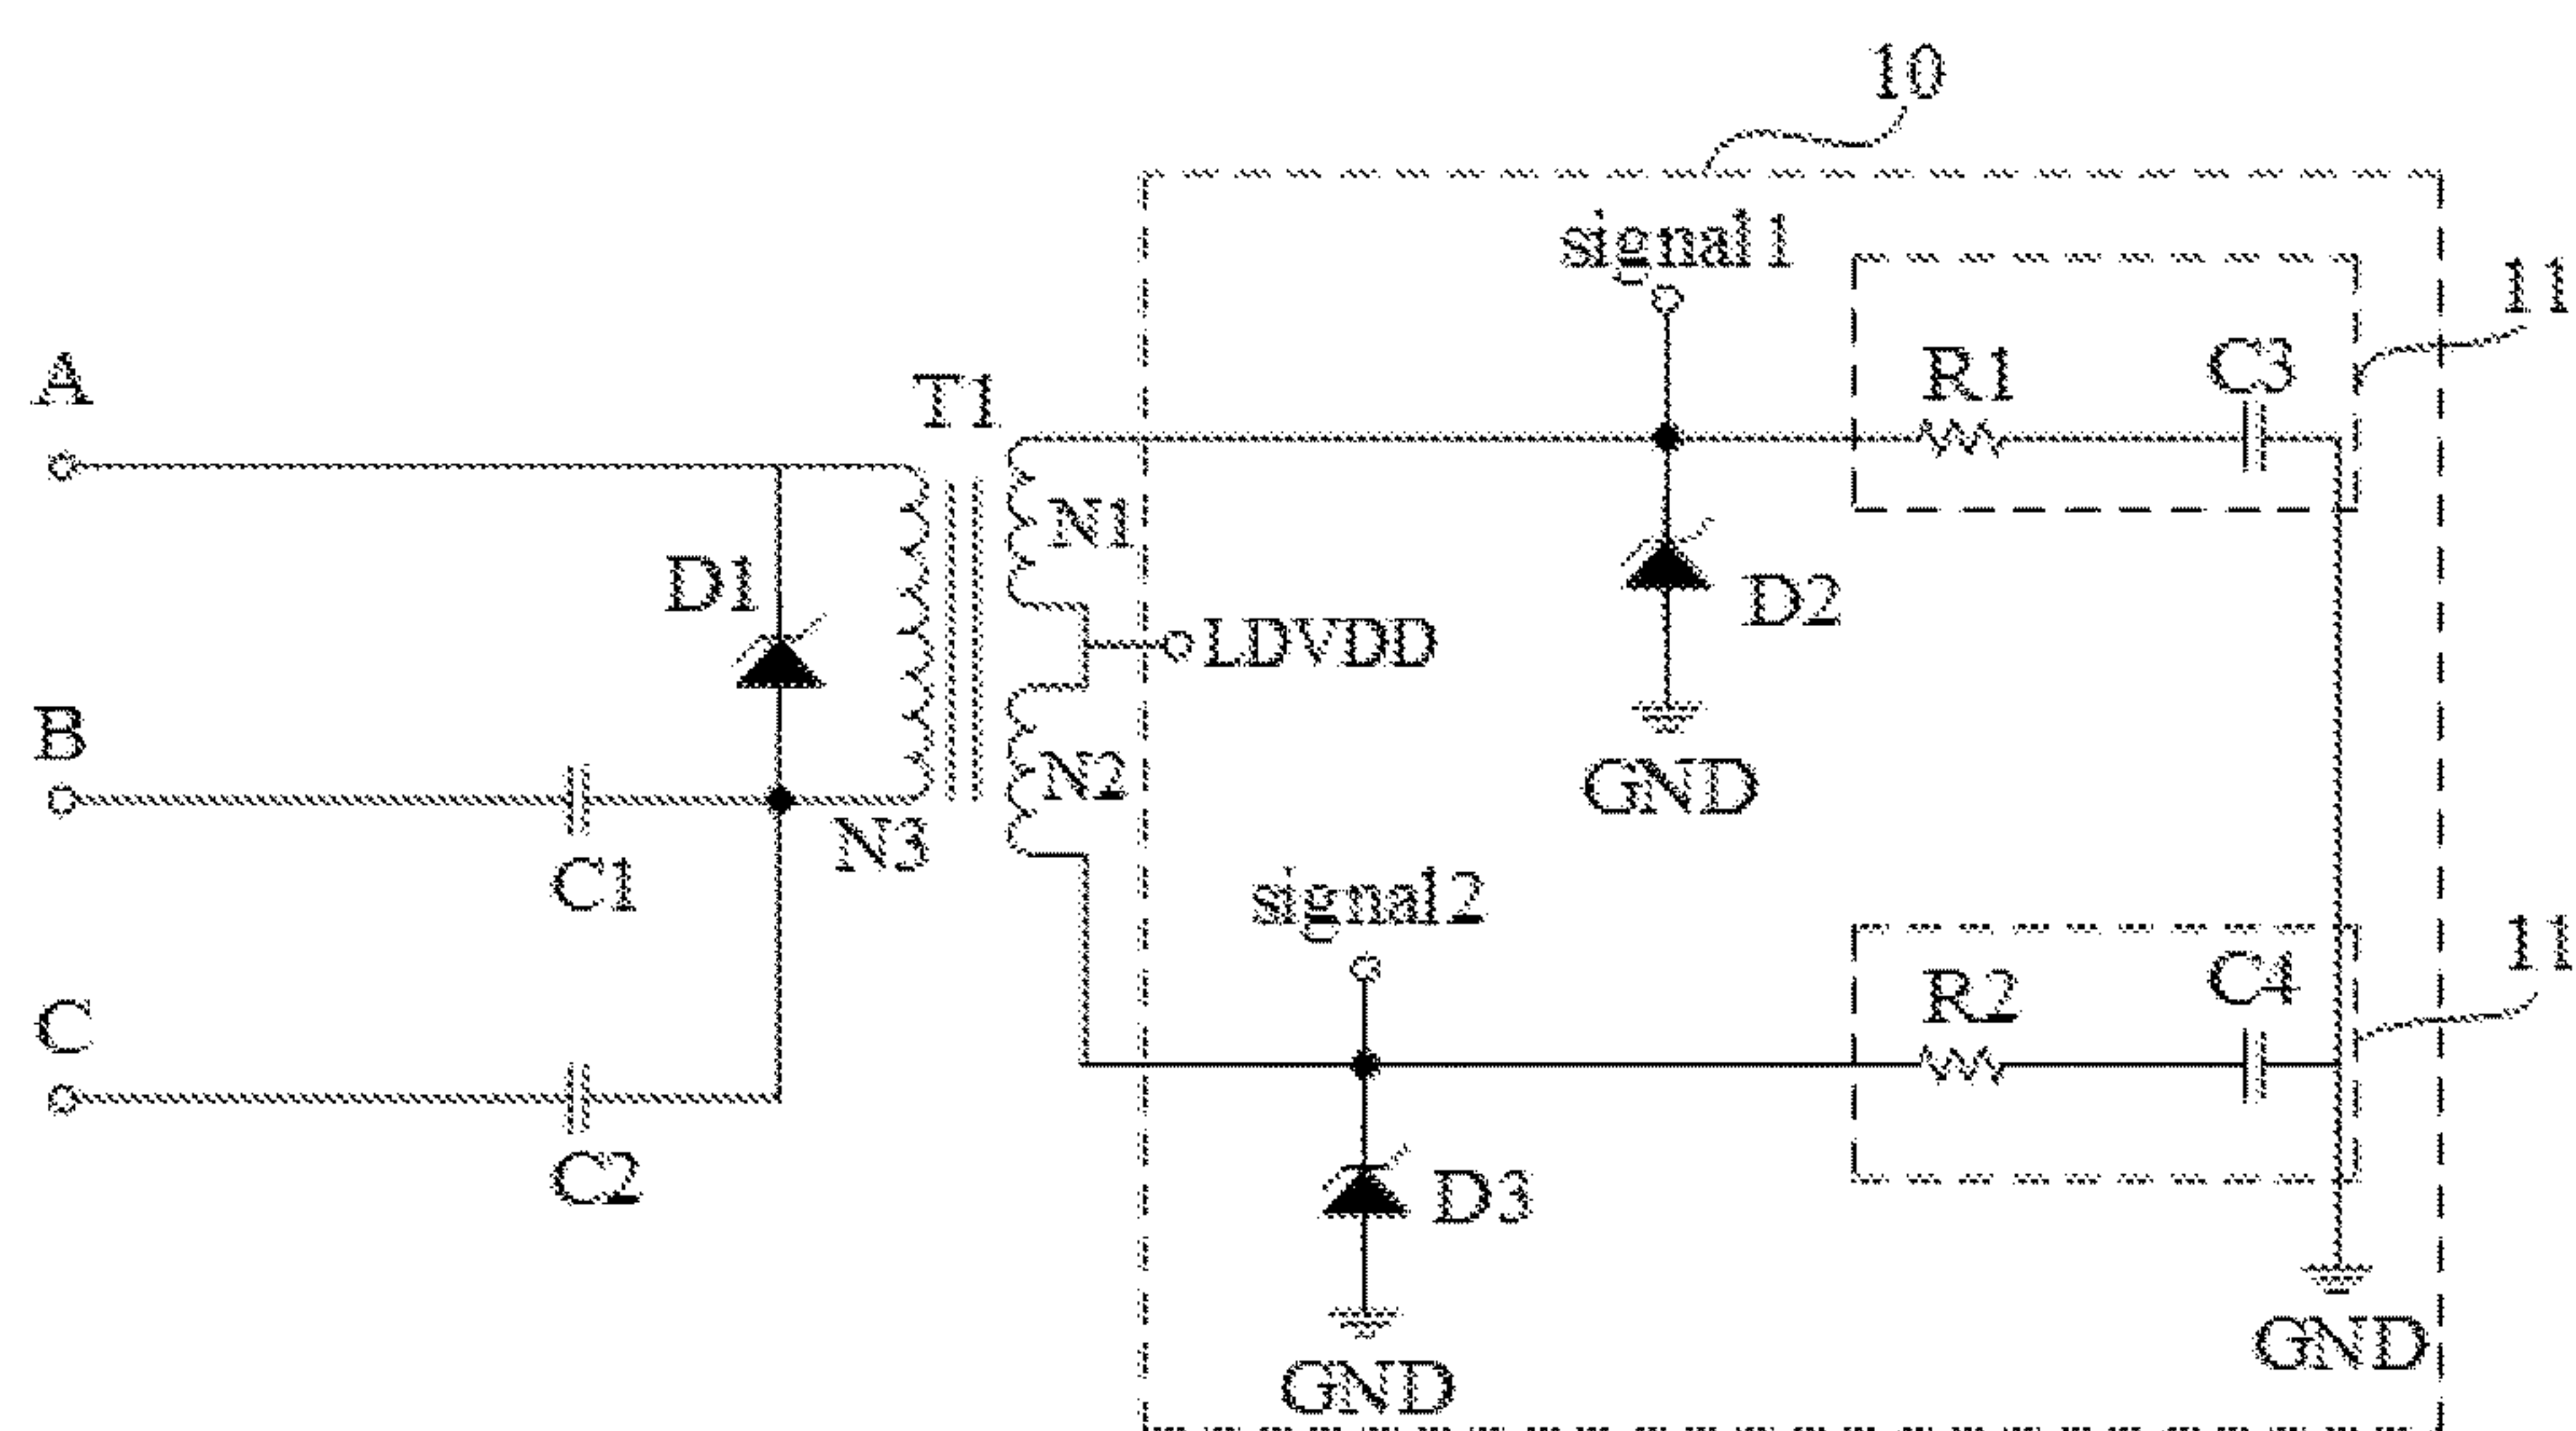 10
signal1
11
A
T1
R1
C3
N1
D1
D2
LDVDD
B
N2
GND
N3
C1
signal2
11
C
R2
C4
C2
D3
GND
GND